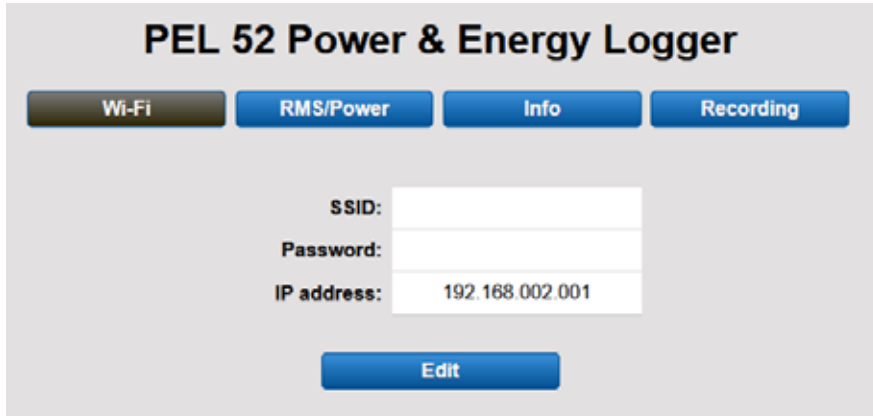 PEL 52 Power & Energy Logger
Wi-Fi RMS/Power Info Recording
SSID:
Password:
IP address: 192.168.002.001
Edit